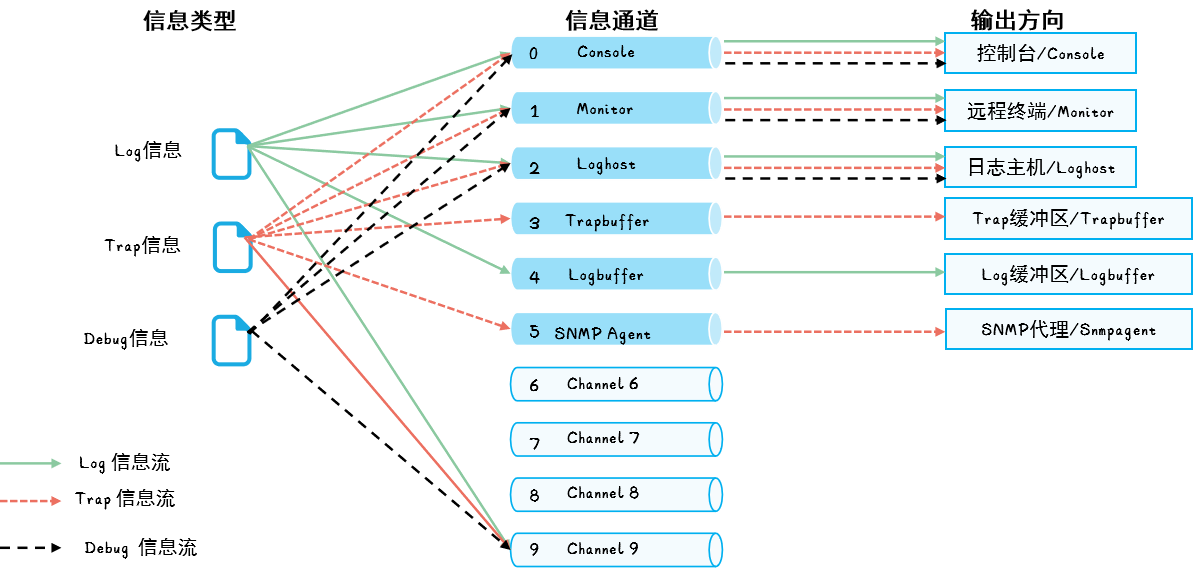 信息类型
信息通道
输出方向
0 Console
控制台/Console
1 Monitor
远程终端/Monitor
Log信息
2 Loghost
日志主机/Loghost
3 Trapbuffer
Trap缓冲区/Trapbuffer
Trap信息
4 Logbuffer
Log缓冲区/Logbuffer
5 SNMP Agent
SNMP代理/Snmpagent
Debug信息
6 Channel 6
7 Channel 7
Log 信息流
8 Channel 8
Trap 信息流
9 Channel 9
Debug 信息流